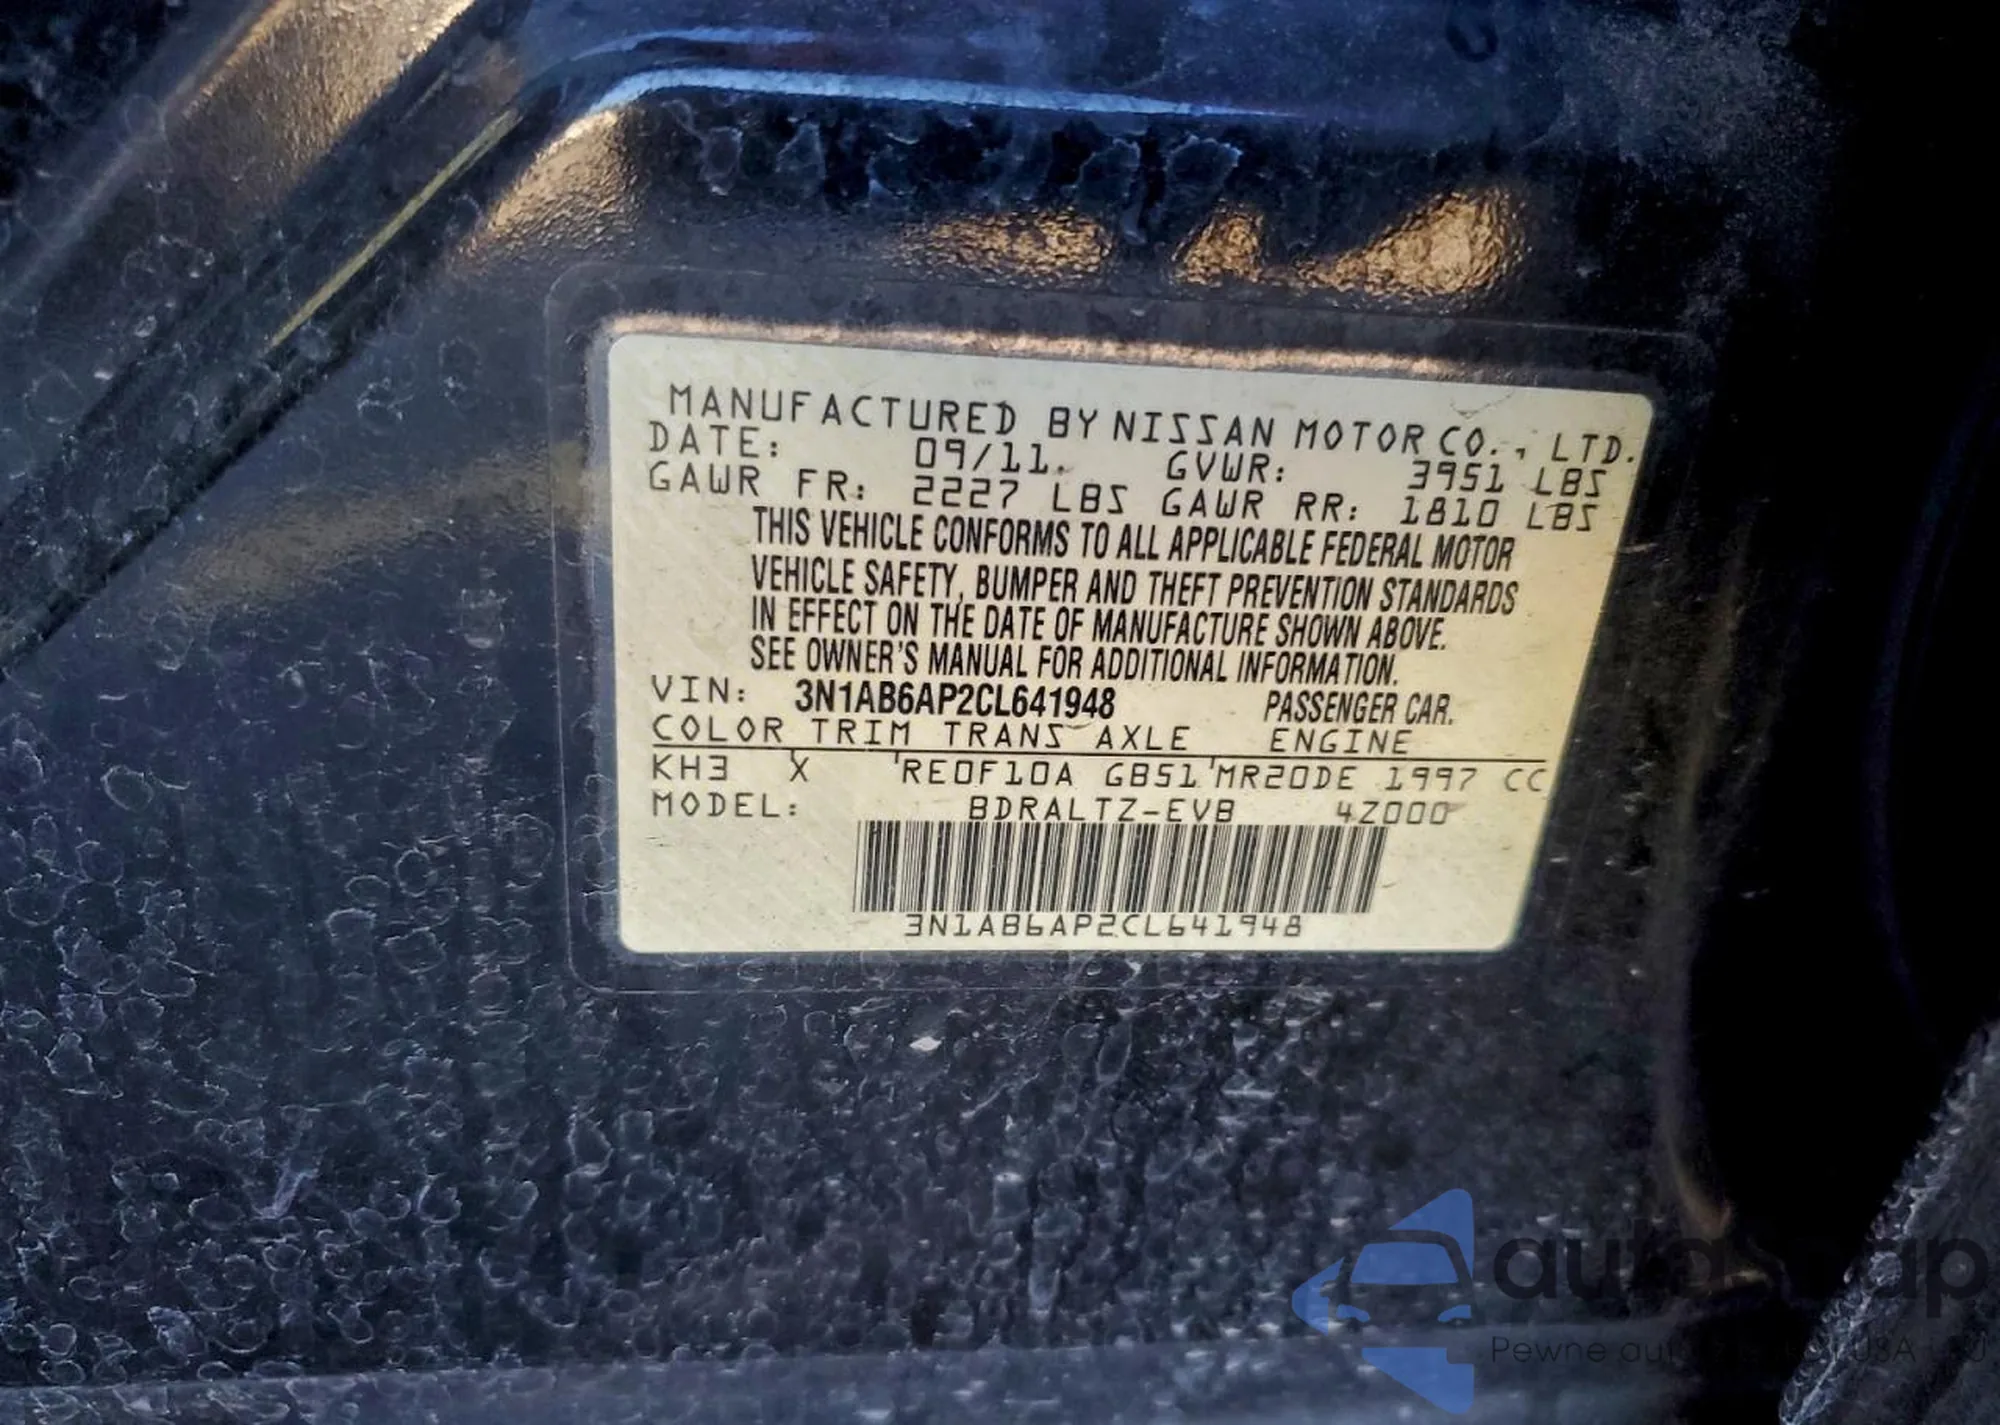 MANUFACTURED BY NISSAN MOTOR CO., LTD.
DATE: 09/11. GVWR: 3951 LBS
GAWR FR: 2227 LBS GAWR RR: 1810 LBS
THIS VEHICLE CONFORMS TO ALL APPLICABLE FEDERAL MOTOR
VEHICLE SAFETY, BUMPER AND THEFT PREVENTION STANDARDS
IN EFFECT ON THE DATE OF MANUFACTURE SHOWN ABOVE.
SEE OWNER'S MANUAL FOR ADDITIONAL INFORMATION.
VIN: 3N1AB6AP2CL641948 PASSENGER CAR.
COLOR TRIM TRANS AXLE ENGINE
KH3 X RE0F10A GB51 MR20DE 1997 CC
MODEL: BDRALTZ-EVB 4Z000
3N1AB6AP2CL641948
Pewne